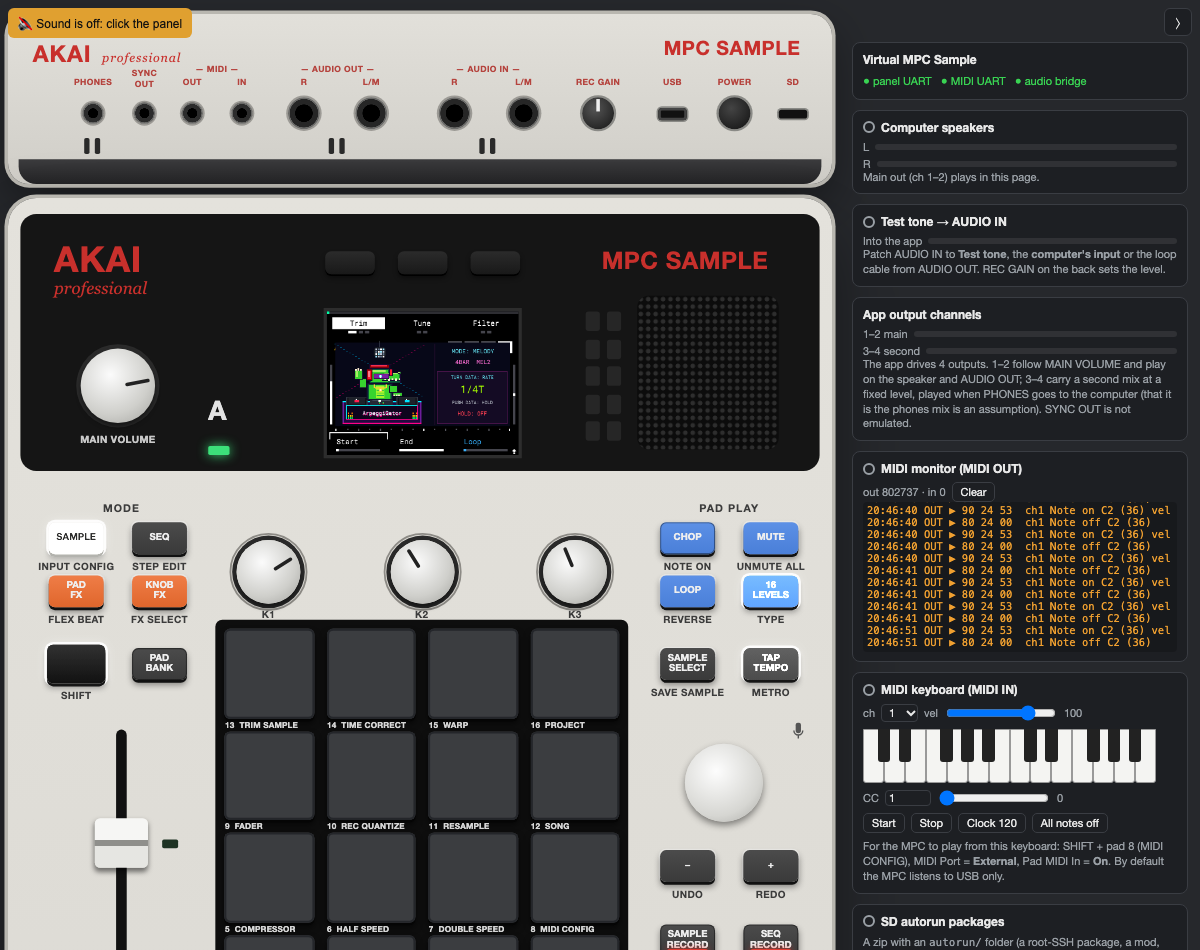 Sound is off: click the panel
AKAI professional
MPC SAMPLE
PHONES
SYNC OUT
— MIDI —
OUT
IN
— AUDIO OUT —
R
L/M
— AUDIO IN —
R
L/M
REC GAIN
USB
POWER
SD
AKAI
professional
MPC SAMPLE
Trim
Tune
Filter
MODE: MELODY
4BAR MEL2
TURN DATA: RATE
1/4T
PUSH DATA: HOLD
HOLD: OFF
ArpeggiGator
Start
End
Loop
MAIN VOLUME
A
MODE
SAMPLE
SEQ
INPUT CONFIG
STEP EDIT
PAD FX
KNOB FX
FLEX BEAT
FX SELECT
PAD BANK
SHIFT
K1
K2
K3
PAD PLAY
CHOP
MUTE
NOTE ON
UNMUTE ALL
LOOP
16 LEVELS
REVERSE
TYPE
SAMPLE SELECT
TAP TEMPO
SAVE SAMPLE
METRO
13 TRIM SAMPLE
14 TIME CORRECT
15 WARP
16 PROJECT
9 FADER
10 REC QUANTIZE
11 RESAMPLE
12 SONG
5 COMPRESSOR
6 HALF SPEED
7 DOUBLE SPEED
8 MIDI CONFIG
−
+
UNDO
REDO
SAMPLE RECORD
SEQ RECORD
Virtual MPC Sample
● panel UART ● MIDI UART ● audio bridge
Computer speakers
L
R
Main out (ch 1–2) plays in this page.
Test tone → AUDIO IN
Into the app
Patch AUDIO IN to Test tone, the computer's input or the loop
cable from AUDIO OUT. REC GAIN on the back sets the level.
App output channels
1–2 main
3–4 second
The app drives 4 outputs. 1–2 follow MAIN VOLUME and play
on the speaker and AUDIO OUT; 3–4 carry a second mix at a
fixed level, played when PHONES goes to the computer (that it
is the phones mix is an assumption). SYNC OUT is not
emulated.
MIDI monitor (MIDI OUT)
out 802737 · in 0 Clear
20:46:40 OUT ▶ 90 24 53 ch1 Note on C2 (36) vel
20:46:40 OUT ▶ 80 24 00 ch1 Note off C2 (36)
20:46:40 OUT ▶ 90 24 53 ch1 Note on C2 (36) vel
20:46:40 OUT ▶ 80 24 00 ch1 Note off C2 (36)
20:46:40 OUT ▶ 90 24 53 ch1 Note on C2 (36) vel
20:46:41 OUT ▶ 80 24 00 ch1 Note off C2 (36)
20:46:41 OUT ▶ 90 24 53 ch1 Note on C2 (36) vel
20:46:41 OUT ▶ 80 24 00 ch1 Note off C2 (36)
20:46:41 OUT ▶ 90 24 53 ch1 Note on C2 (36) vel
20:46:41 OUT ▶ 80 24 00 ch1 Note off C2 (36)
20:46:51 OUT ▶ 90 24 53 ch1 Note on C2 (36) vel
20:46:51 OUT ▶ 80 24 00 ch1 Note off C2 (36)
MIDI keyboard (MIDI IN)
ch 1 vel 100
CC 1 0
Start Stop Clock 120 All notes off
For the MPC to play from this keyboard: SHIFT + pad 8 (MIDI
CONFIG), MIDI Port = External, Pad MIDI In = On. By default
the MPC listens to USB only.
SD autorun packages
A zip with an autorun/ folder (a root-SSH package, a mod,